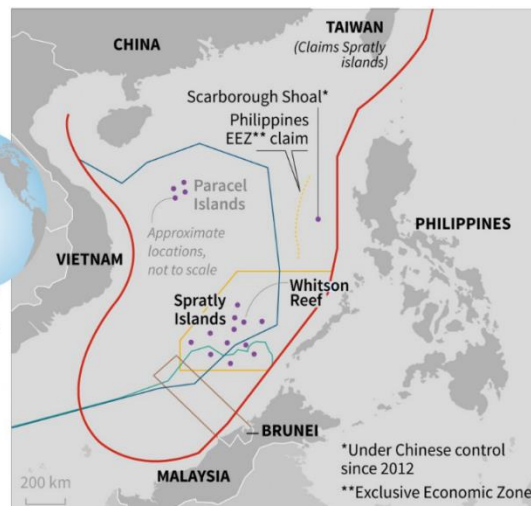 TAIWAN
(Claims Spratly
islands)
CHINA
Scarborough Shoal*
Philippines
EEZ** claim
Paracel
Islands
Approximate
locations,
not to scale
PHILIPPINES
VIETNAM
Spratly
Islands
Whitson
Reef
BRUNEI
MALAYSIA
*Under Chinese control
since 2012
**Exclusive Economic Zone
200 km